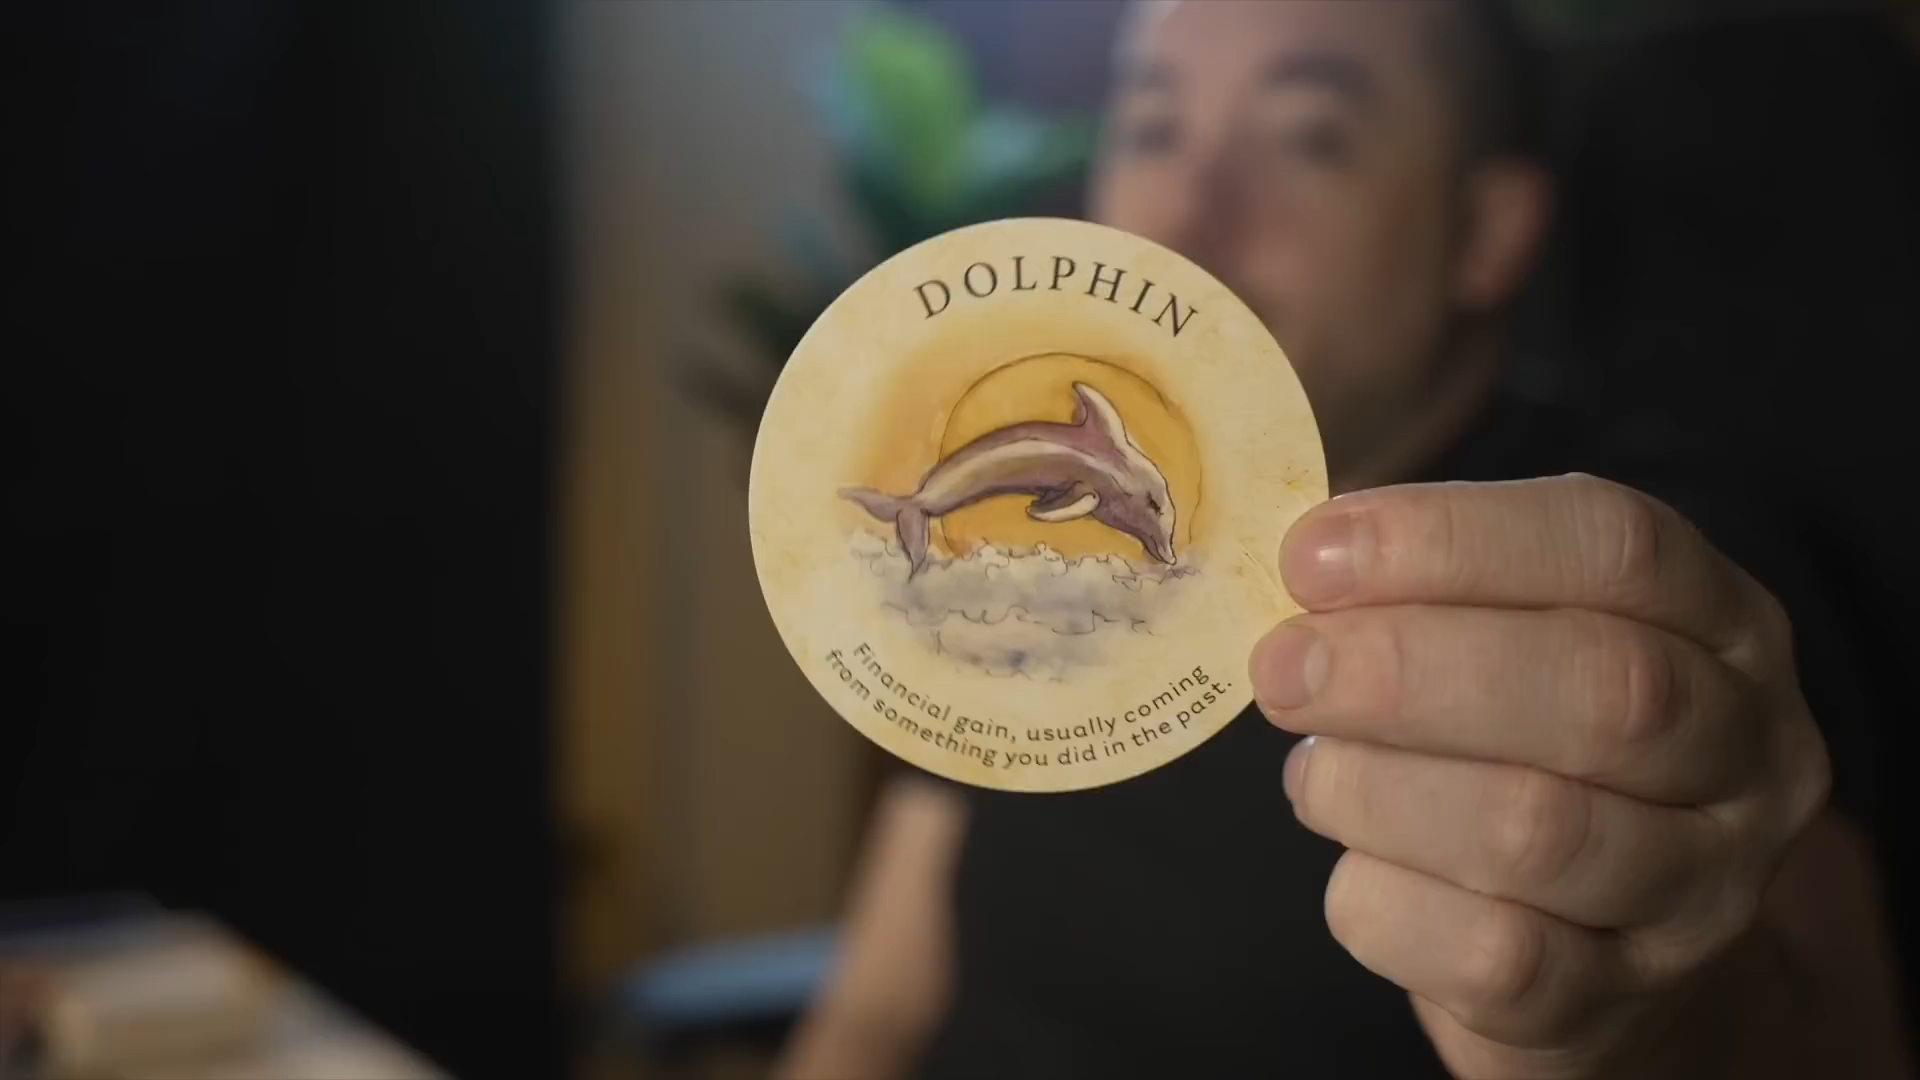 DOLPHIN
Financial gain, usually coming
from something you did in the past.